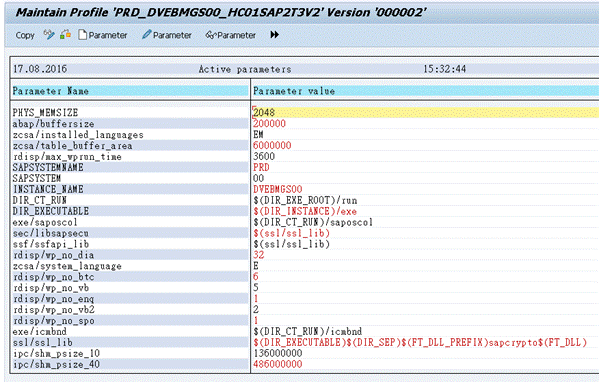 Maintain Profile 'PRD_DVEBMGS00_HC01SAP2T3V2' Version '000002'
Copy Parameter Parameter Parameter
17.08.2016 Active parameters 15:32:44
Parameter Name Parameter value
PHYS_MEMSIZE 2048
abap/buffersize 200000
zcsa/installed_languages EM
zcsa/table_buffer_area 6000000
rdisp/max_wprun_time 3600
SAPSYSTEMNAME PRD
SAPSYSTEM 00
INSTANCE_NAME DVEBMGS00
DIR_CT_RUN $(DIR_EXE_ROOT)/run
DIR_EXECUTABLE $(DIR_INSTANCE)/exe
exe/saposcol $(DIR_CT_RUN)/saposcol
sec/libsapsecu $(ssl/ssl_lib)
ssf/ssfapi_lib $(ssl/ssl_lib)
rdisp/wp_no_dia 32
zcsa/system_language E
rdisp/wp_no_btc 6
rdisp/wp_no_vb 5
rdisp/wp_no_enq 1
rdisp/wp_no_vb2 2
rdisp/wp_no_spo 1
exe/icmbnd $(DIR_CT_RUN)/icmbnd
ssl/ssl_lib $(DIR_EXECUTABLE)$(DIR_SEP)$(FT_DLL_PREFIX)sapcrypto$(FT_DLL)
ipc/shm_psize_10 136000000
ipc/shm_psize_40 486000000